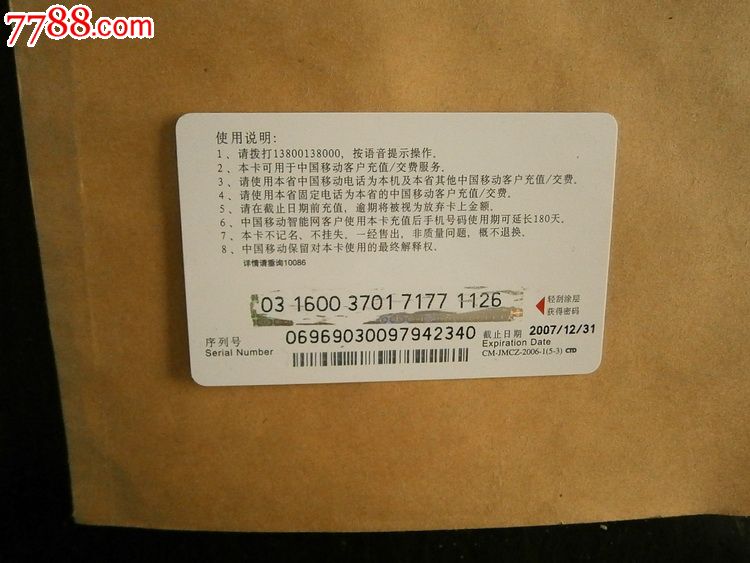 7788.com
使用说明:
1、请拨打13800138000,按语音提示操作。
2、本卡可用于中国移动客户充值/交费服务。
3、请使用本省中国移动电话为本机及本省其他中国移动客户充值/交费。
4、请使用本省固定电话为本省的中国移动客户充值/交费。
5、请在截止日期前充值,逾期将被视为放弃卡上金额。
6、中国移动智能网客户使用本卡充值后手机号码使用期可延长180天。
7、本卡不记名、不挂失。一经售出,非质量问题,概不退换。
8、中国移动保留对本卡使用的最终解释权。
详情请垂询10086
03 1600 3701 7177 1126
轻刮涂层
获得密码
序列号 06969030097942340 截止日期 2007/12/31
Serial Number Expiration Date
CM-JMCZ-2006-1(5-3) CTD